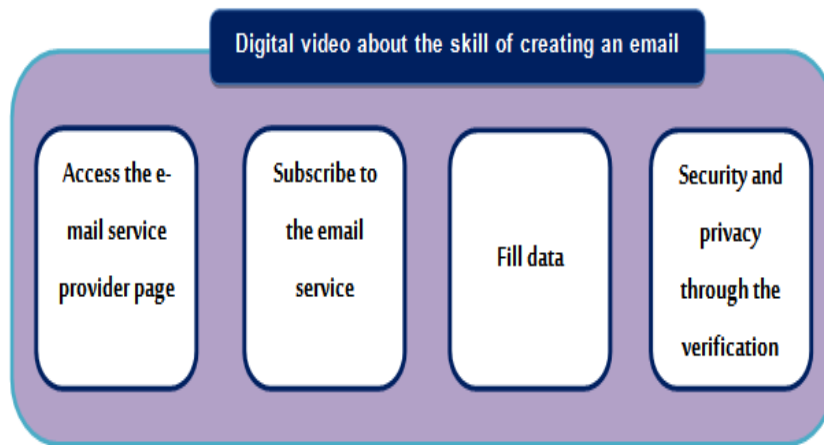 Digital video about the skill of creating an email
Access the e-
mail service
provider page
Subscribe to
the email
service
Fill data
Security and
privacy
through the
verification